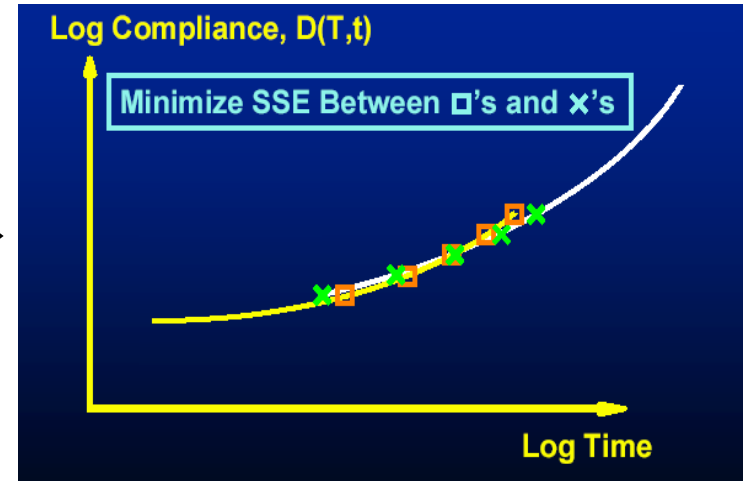 Log Compliance, D(T,t)
Minimize SSE Between □'s and ×'s
Log Time